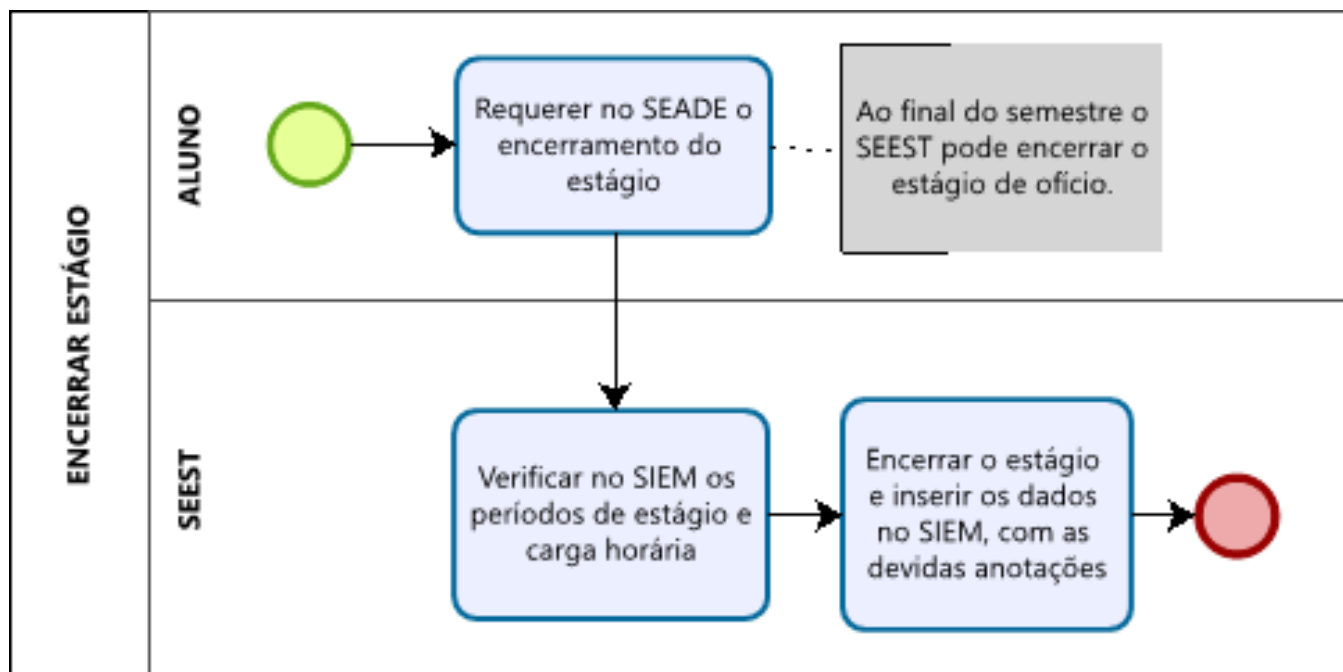 ENCERRAR ESTÁGIO
ALUNO
Requerer no SEADE o
encerramento do
estágio
Ao final do semestre o
SEEST pode encerrar o
estágio de ofício.
SEEST
Verificar no SIEM os
períodos de estágio e
carga horária
Encerrar o estágio
e inserir os dados
no SIEM, com as
devidas anotações